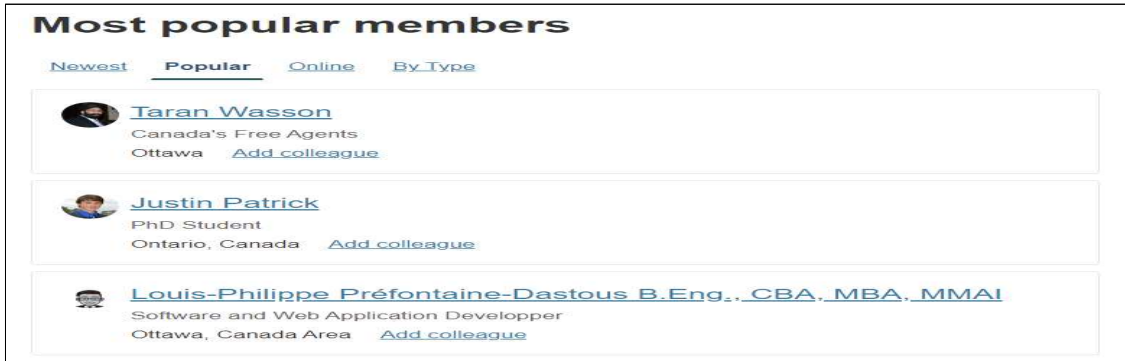 Most popular members
Newest Popular Online By Type
Taran Wasson
Canada's Free Agents
Ottawa Add colleague
Justin Patrick
PhD Student
Ontario, Canada Add colleague
Louis-Philippe Préfontaine-Dastous B.Eng., CBA, MBA, MMAI
Software and Web Application Developper
Ottawa, Canada Area Add colleague